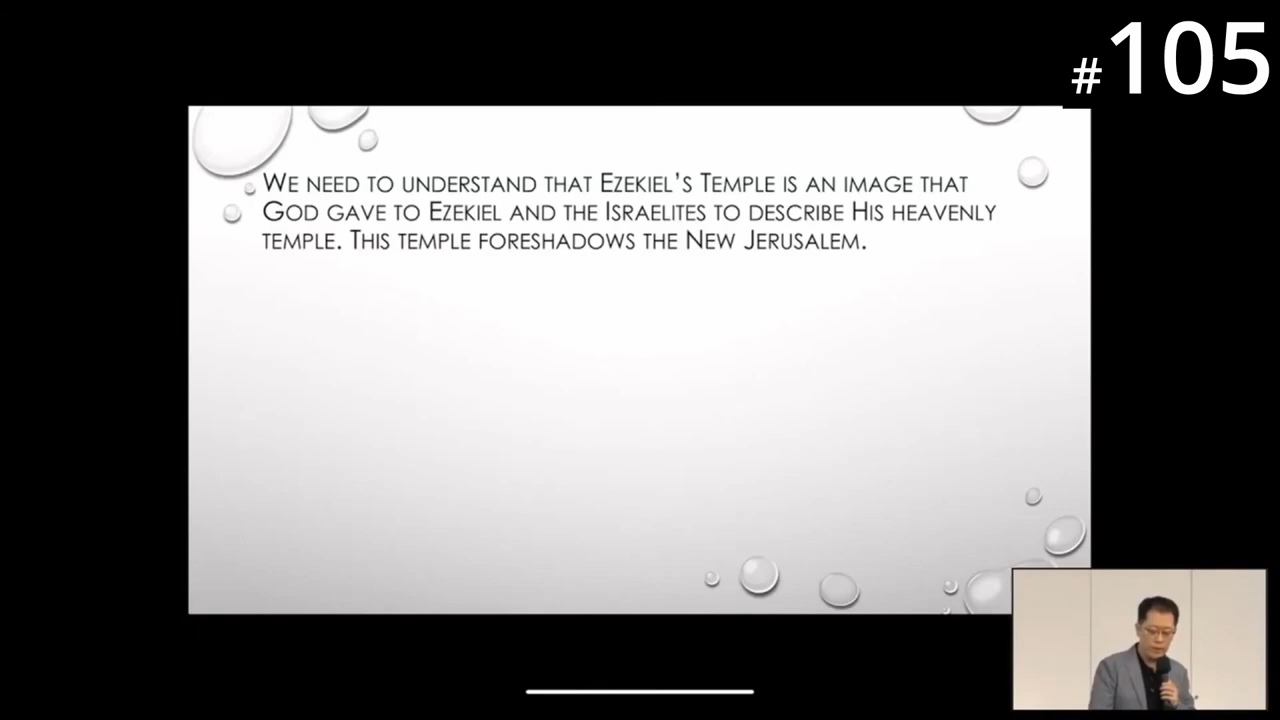 #105
We need to understand that Ezekiel's Temple is an image that
God gave to Ezekiel and the Israelites to describe His heavenly
temple. This temple foreshadows the New Jerusalem.